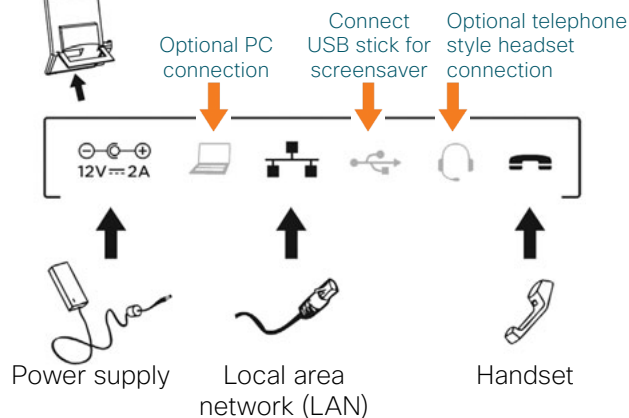 Optional PC
connection
Connect
USB stick for
screensaver
Optional telephone
style headset
connection
12V⎓2A
Power supply
Local area
network (LAN)
Handset